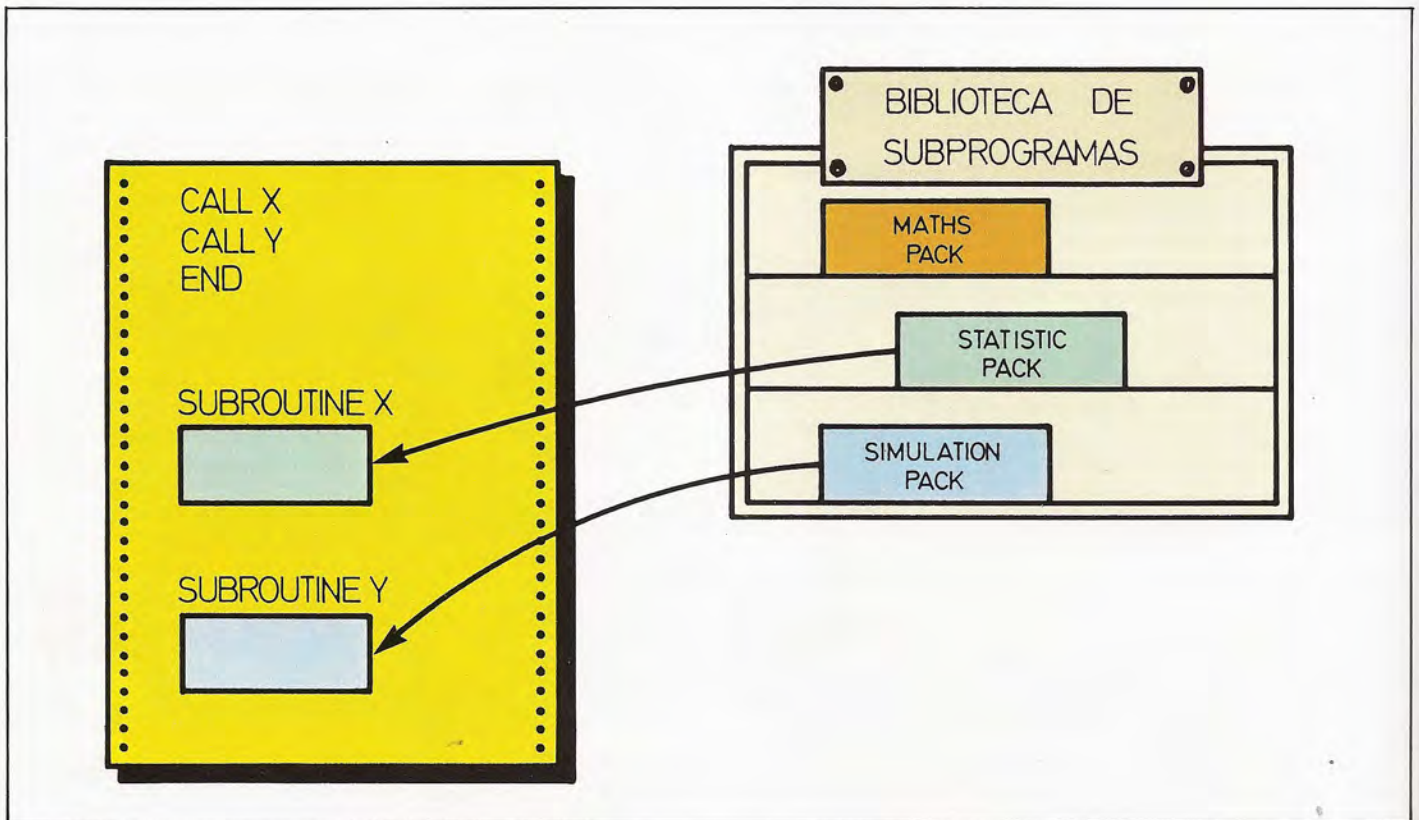 CALL X
CALL Y
END
SUBROUTINE X
SUBROUTINE Y
BIBLIOTECA DE
SUBPROGRAMAS
MATHS
PACK
STATISTIC
PACK
SIMULATION
PACK